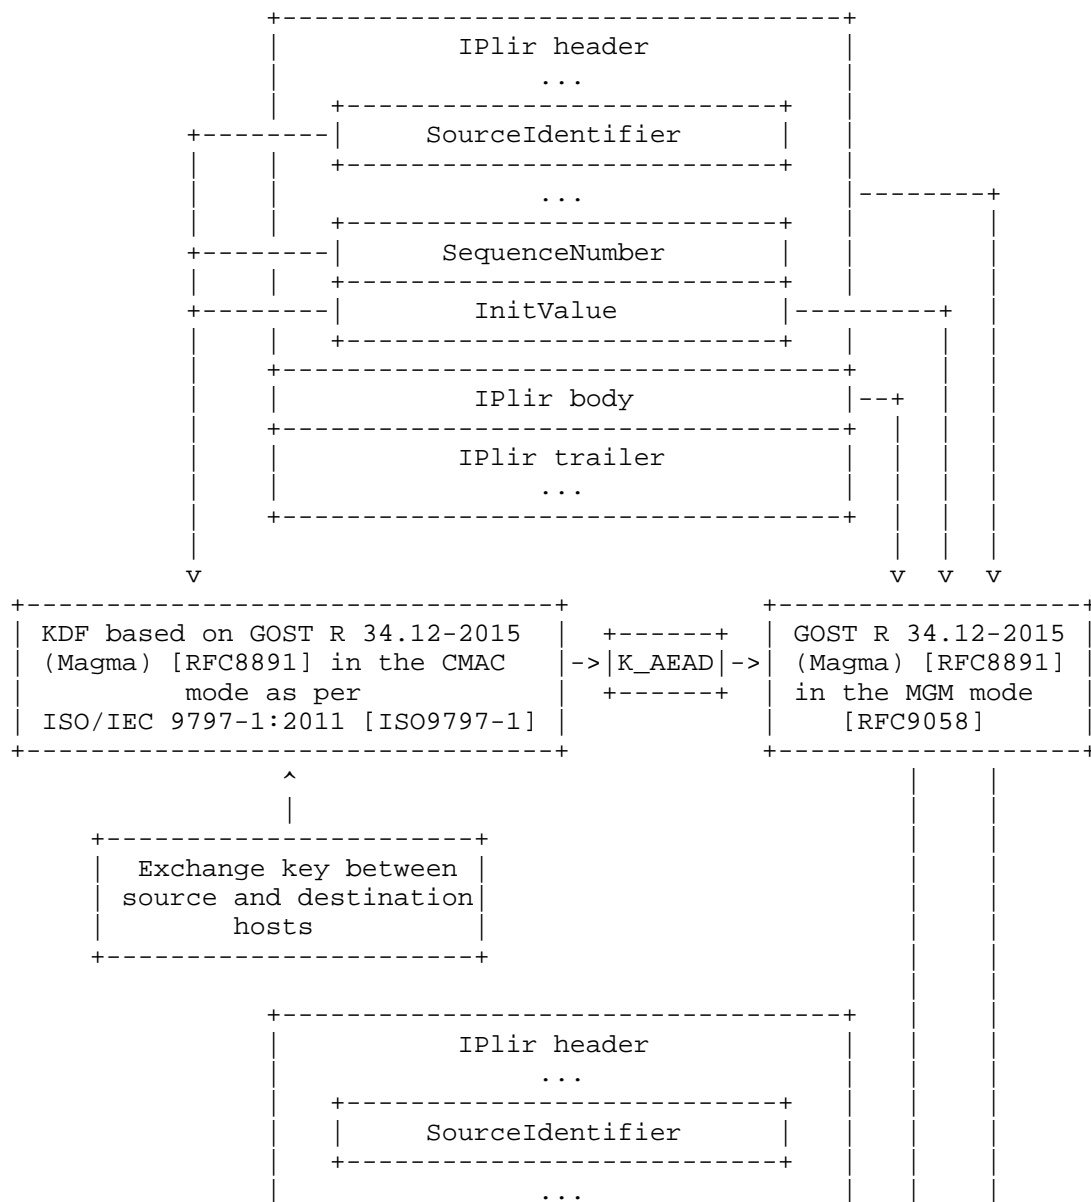 IPlir header
...
SourceIdentifier
...
SequenceNumber
InitValue
IPlir body
IPlir trailer
...
KDF based on GOST R 34.12-2015
(Magma) [RFC8891] in the CMAC
mode as per
ISO/IEC 9797-1:2011 [ISO9797-1]
K_AEAD
GOST R 34.12-2015
(Magma) [RFC8891]
in the MGM mode
[RFC9058]
Exchange key between
source and destination
hosts
IPlir header
...
SourceIdentifier
...